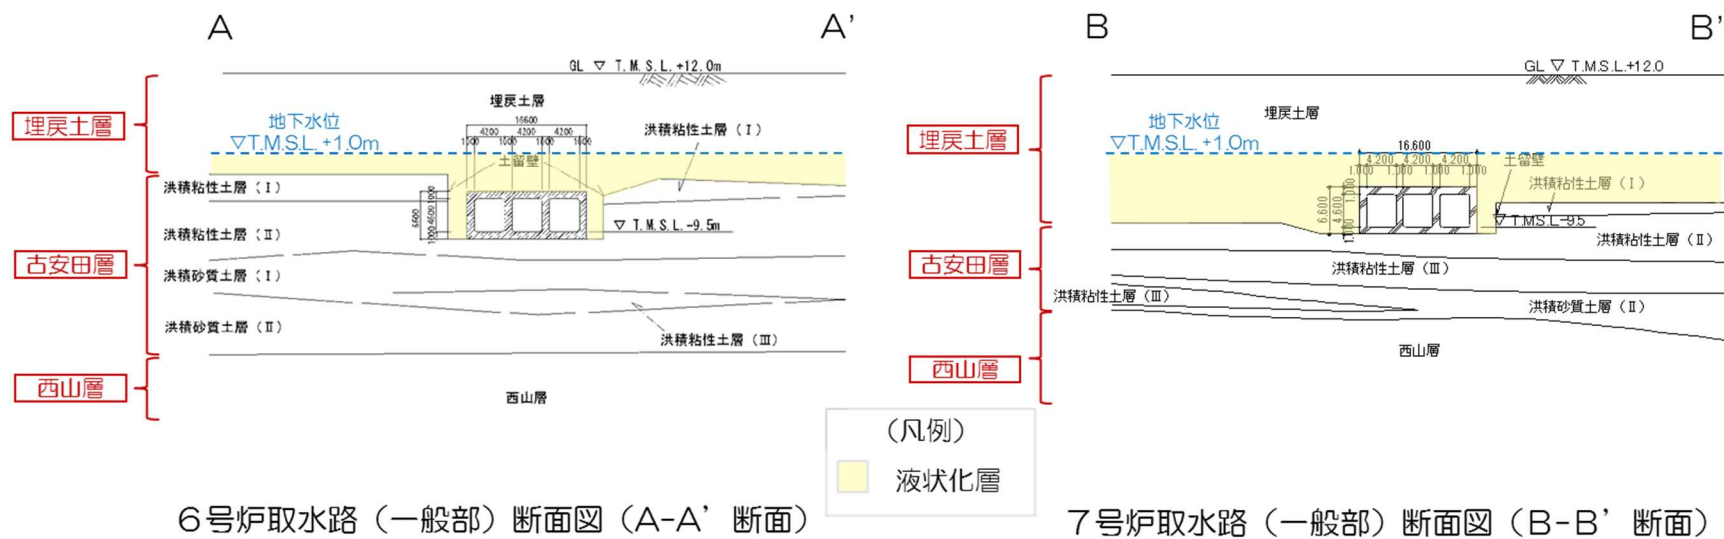 A
A'
GL ▽ T.M.S.L.+12.0m
埋戻土層
埋戻土層
16600
4200 4200 4200
1000 1000 1100 1000
洪積粘性土層(I)
地下水位
▽T.M.S.L.+1.0m
土留壁
洪積粘性土層(I)
6600
1000 4600 1000
▽ T.M.S.L.-9.5m
洪積粘性土層(II)
古安田層
洪積砂質土層(I)
洪積砂質土層(II)
洪積粘性土層(III)
西山層
西山層
6号炉取水路(一般部)断面図(A-A’断面)
B
B'
GL ▽ T.M.S.L.+12.0
埋戻土層
埋戻土層
地下水位
▽T.M.S.L.+1.0m
16.600
4.200 4.200 4.200
土留壁
1.000 1.000 1.000 1.000
洪積粘性土層(I)
6.600
1.000 4.600 1.000
▽T.M.S.L-9.5
洪積粘性土層(II)
古安田層
洪積粘性土層(III)
洪積粘性土層(III)
洪積砂質土層(II)
西山層
西山層
(凡例)
液状化層
7号炉取水路(一般部)断面図(B-B’断面)